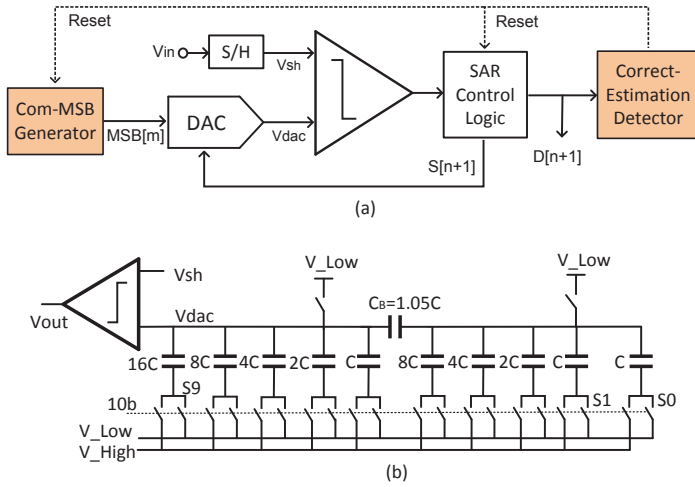 Reset
Reset
Vin
S/H
Vsh
Com-MSB
Generator
MSB[m]
DAC
Vdac
SAR
Control
Logic
S[n+1]
D[n+1]
Correct-
Estimation
Detector
(a)
V_Low
V_Low
Vsh
CB=1.05C
Vout
Vdac
16C
8C
4C
2C
C
8C
4C
2C
C
C
S9
S1
S0
10b
V_Low
V_High
(b)